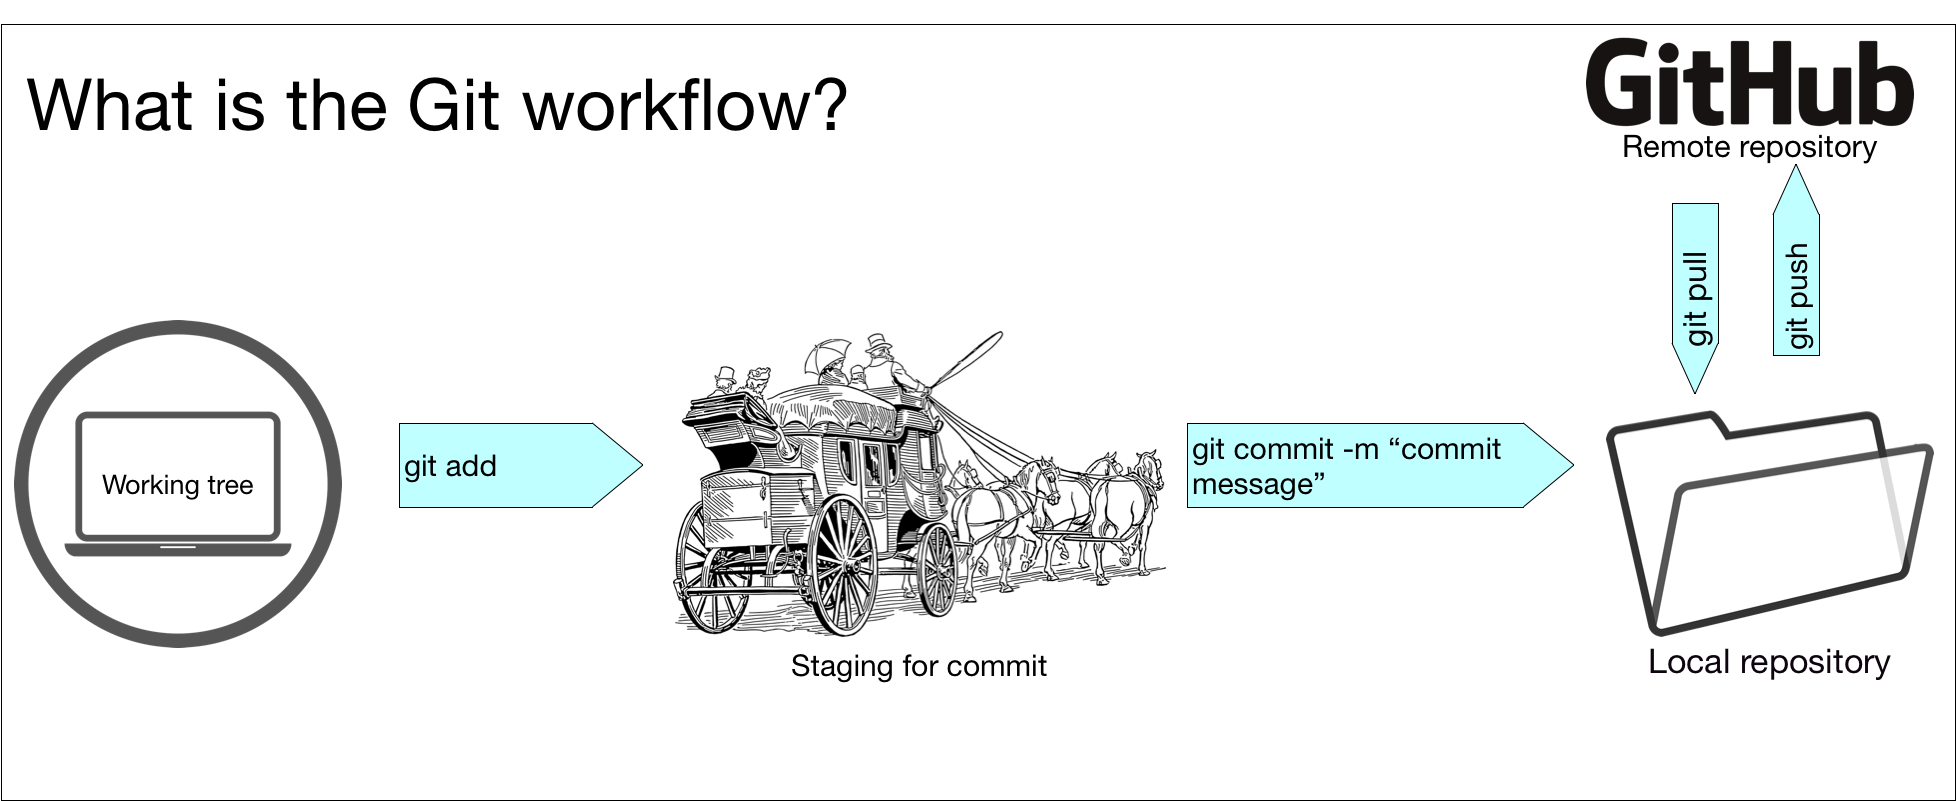 What is the Git workflow?
GitHub
Remote repository
git pull
git push
Working tree
git add
git commit -m “commit
message”
Staging for commit
Local repository